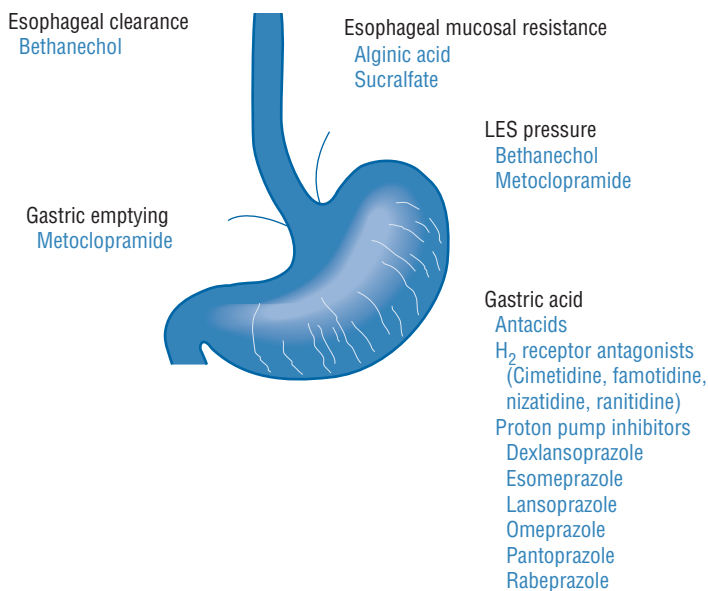 Esophageal clearance
Bethanechol
Esophageal mucosal resistance
Alginic acid
Sucralfate
LES pressure
Bethanechol
Metoclopramide
Gastric emptying
Metoclopramide
Gastric acid
Antacids
H₂ receptor antagonists
(Cimetidine, famotidine,
nizatidine, ranitidine)
Proton pump inhibitors
Dexlansoprazole
Esomeprazole
Lansoprazole
Omeprazole
Pantoprazole
Rabeprazole